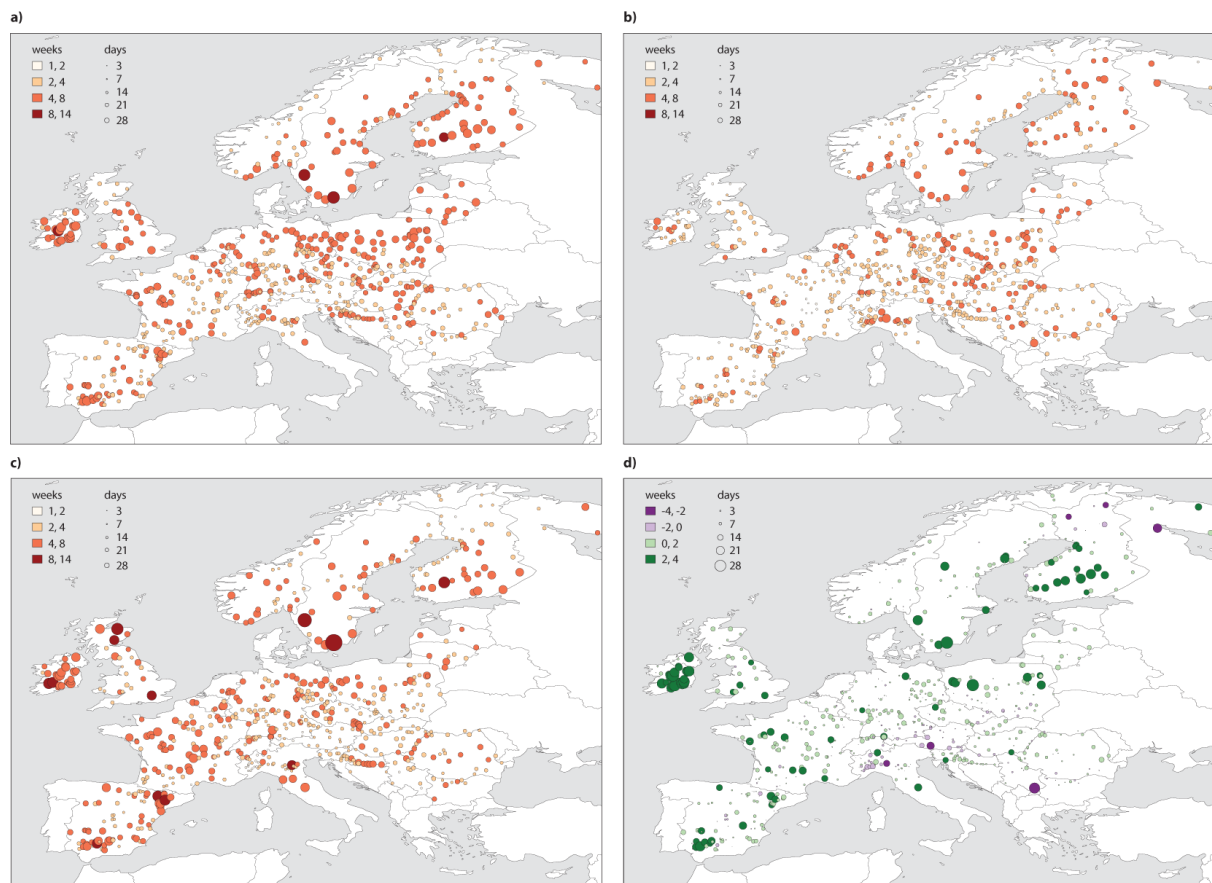 a)
weeks days
1, 2 3
2, 4 7
4, 8 14
8, 14 21
28
b)
weeks days
1, 2 3
2, 4 7
4, 8 14
8, 14 21
28
c)
weeks days
1, 2 3
2, 4 7
4, 8 14
8, 14 21
28
d)
weeks days
-4, -2 3
-2, 0 7
0, 2 14
2, 4 21
28